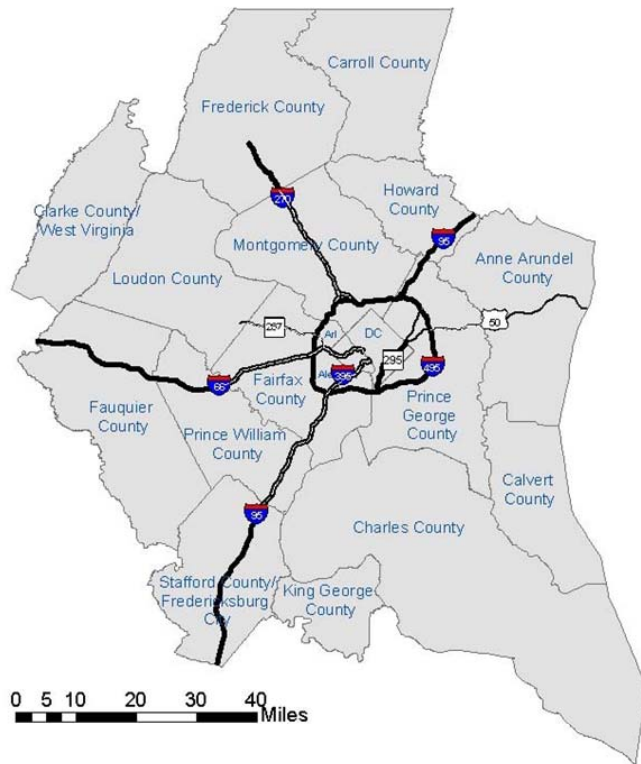 Carroll County
Frederick County
270
Howard
County
95
Clarke County/
West Virginia
Montgomery County
Anne Arundel
County
Loudon County
267
Arl
DC
50
295
66
Fairfax
County
395
495
Fauquier
County
Prince William
County
Prince
George
County
Calvert
County
95
Charles County
Stafford County/
Fredericksburg
City
King George
County
0 5 10 20 30 40
Miles